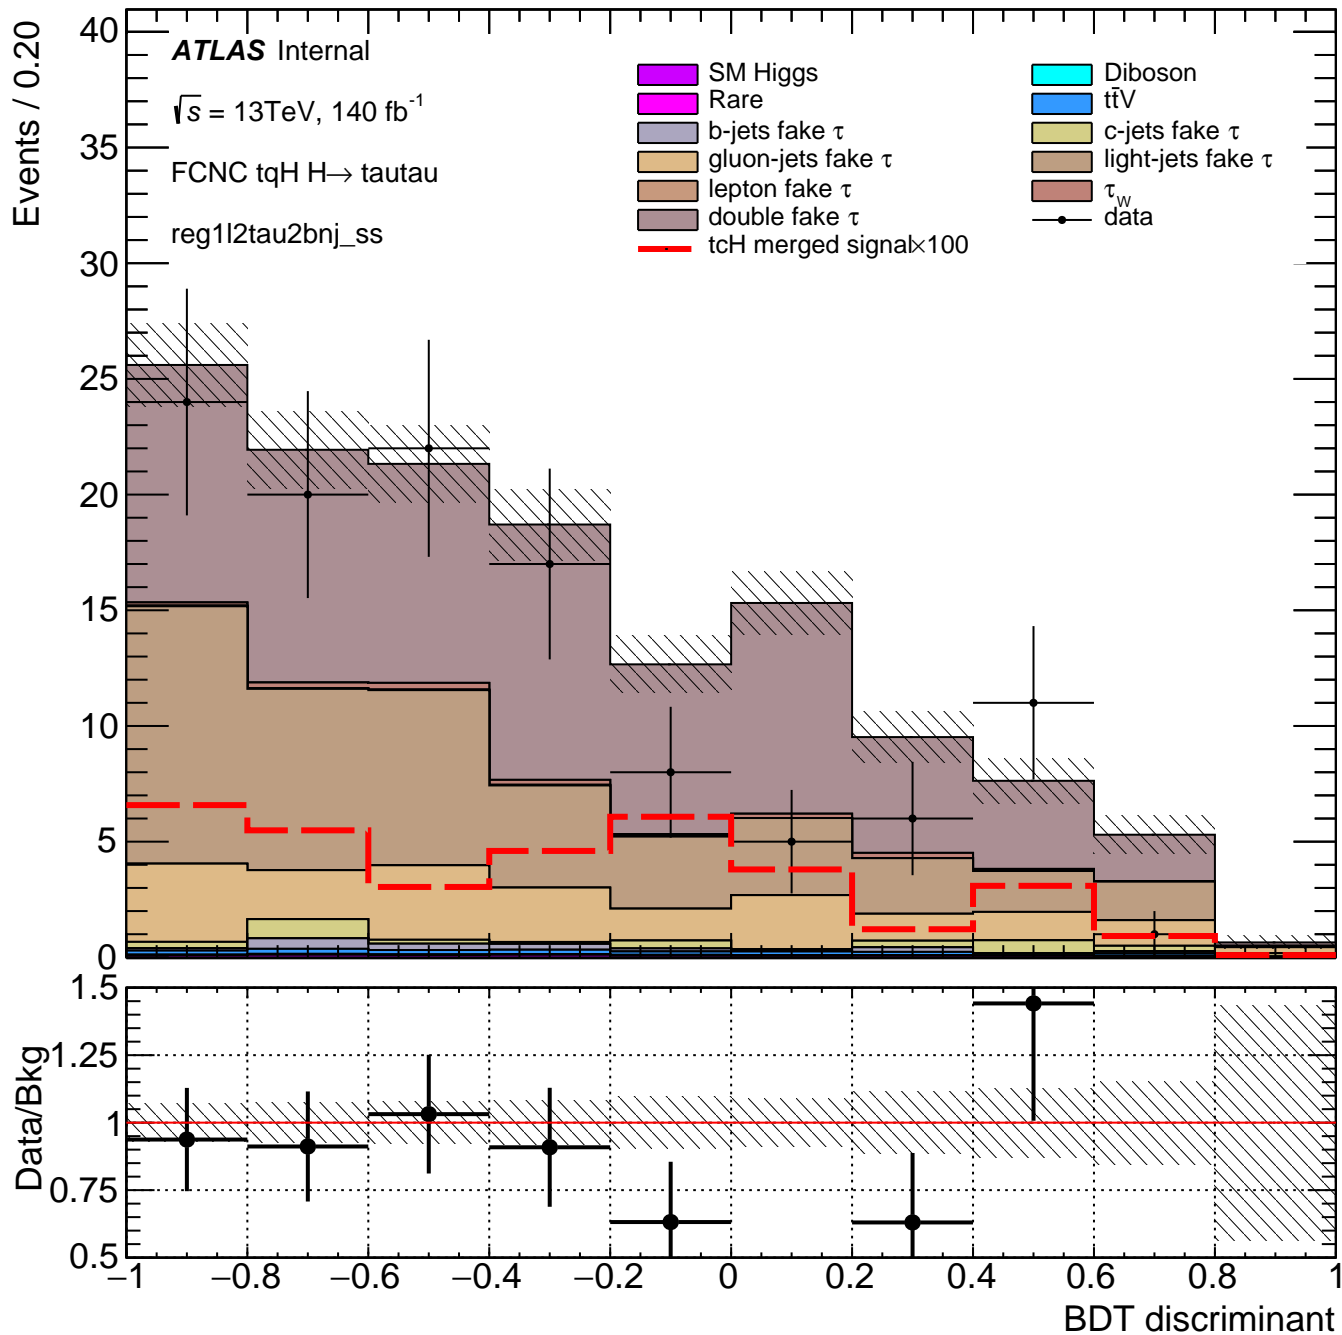 Events / 0.20
40
35
30
25
20
15
10
5
0
ATLAS Internal
√s = 13TeV, 140 fb⁻¹
FCNC tqH H→ tautau
reg1l2tau2bnj_ss
SM Higgs
Rare
b-jets fake τ
gluon-jets fake τ
lepton fake τ
double fake τ
tcH merged signal×100
Diboson
tt̄V
c-jets fake τ
light-jets fake τ
τ_W
data
Data/Bkg
1.5
1.25
1
0.75
0.5
−1 −0.8 −0.6 −0.4 −0.2 0 0.2 0.4 0.6 0.8 1
BDT discriminant